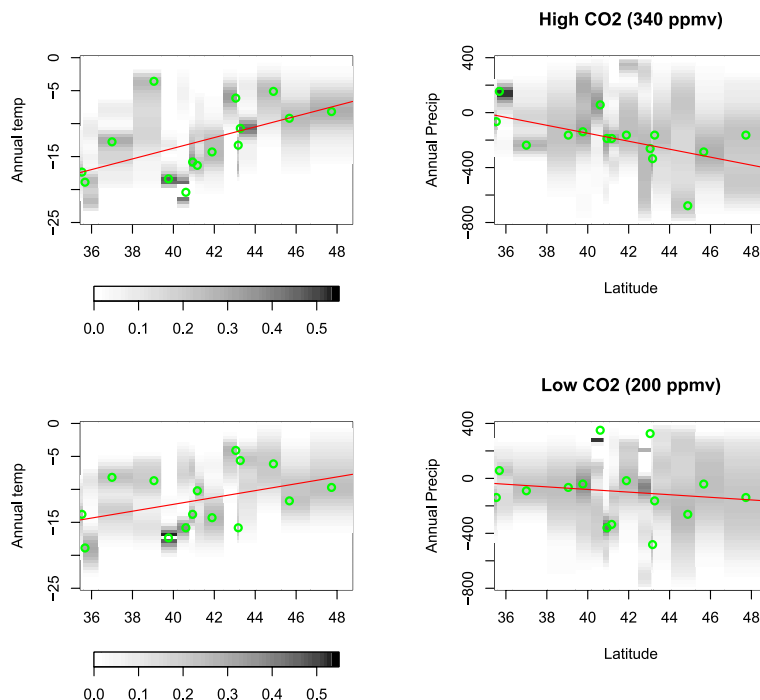 High CO2 (340 ppmv)
Annual temp
0
−5
−15
−25
36 38 40 42 44 46 48
0.0 0.1 0.2 0.3 0.4 0.5
Annual Precip
400
0
−400
−800
36 38 40 42 44 46 48
Latitude
Low CO2 (200 ppmv)
Annual temp
0
−5
−15
−25
36 38 40 42 44 46 48
0.0 0.1 0.2 0.3 0.4 0.5
Annual Precip
400
0
−400
−800
36 38 40 42 44 46 48
Latitude